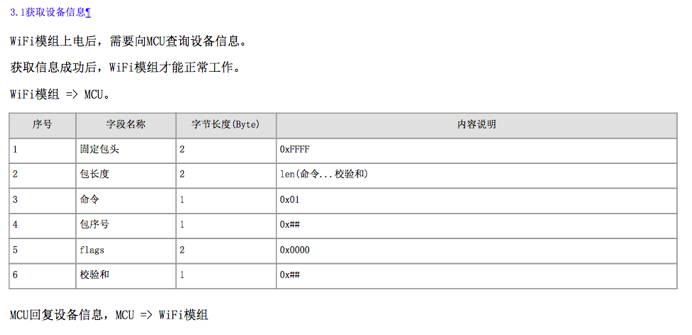 3.1获取设备信息¶
WiFi模组上电后，需要向MCU查询设备信息。
获取信息成功后，WiFi模组才能正常工作。
WiFi模组 => MCU。
序号 字段名称 字节长度(Byte) 内容说明
1 固定包头 2 0xFFFF
2 包长度 2 len(命令...校验和)
3 命令 1 0x01
4 包序号 1 0x##
5 flags 2 0x0000
6 校验和 1 0x##
MCU回复设备信息，MCU => WiFi模组